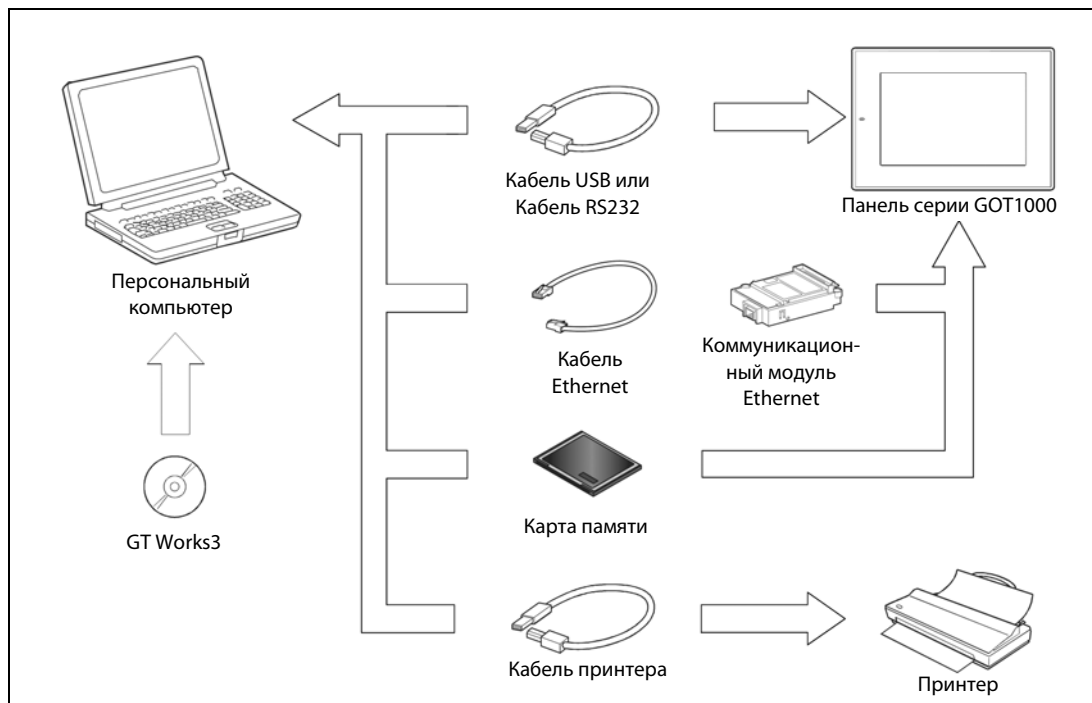 Кабель USB или
Кабель RS232
Панель серии GOT1000
Персональный
компьютер
Кабель
Ethernet
Коммуникацион-
ный модуль
Ethernet
GT Works3
Карта памяти
Кабель принтера
Принтер